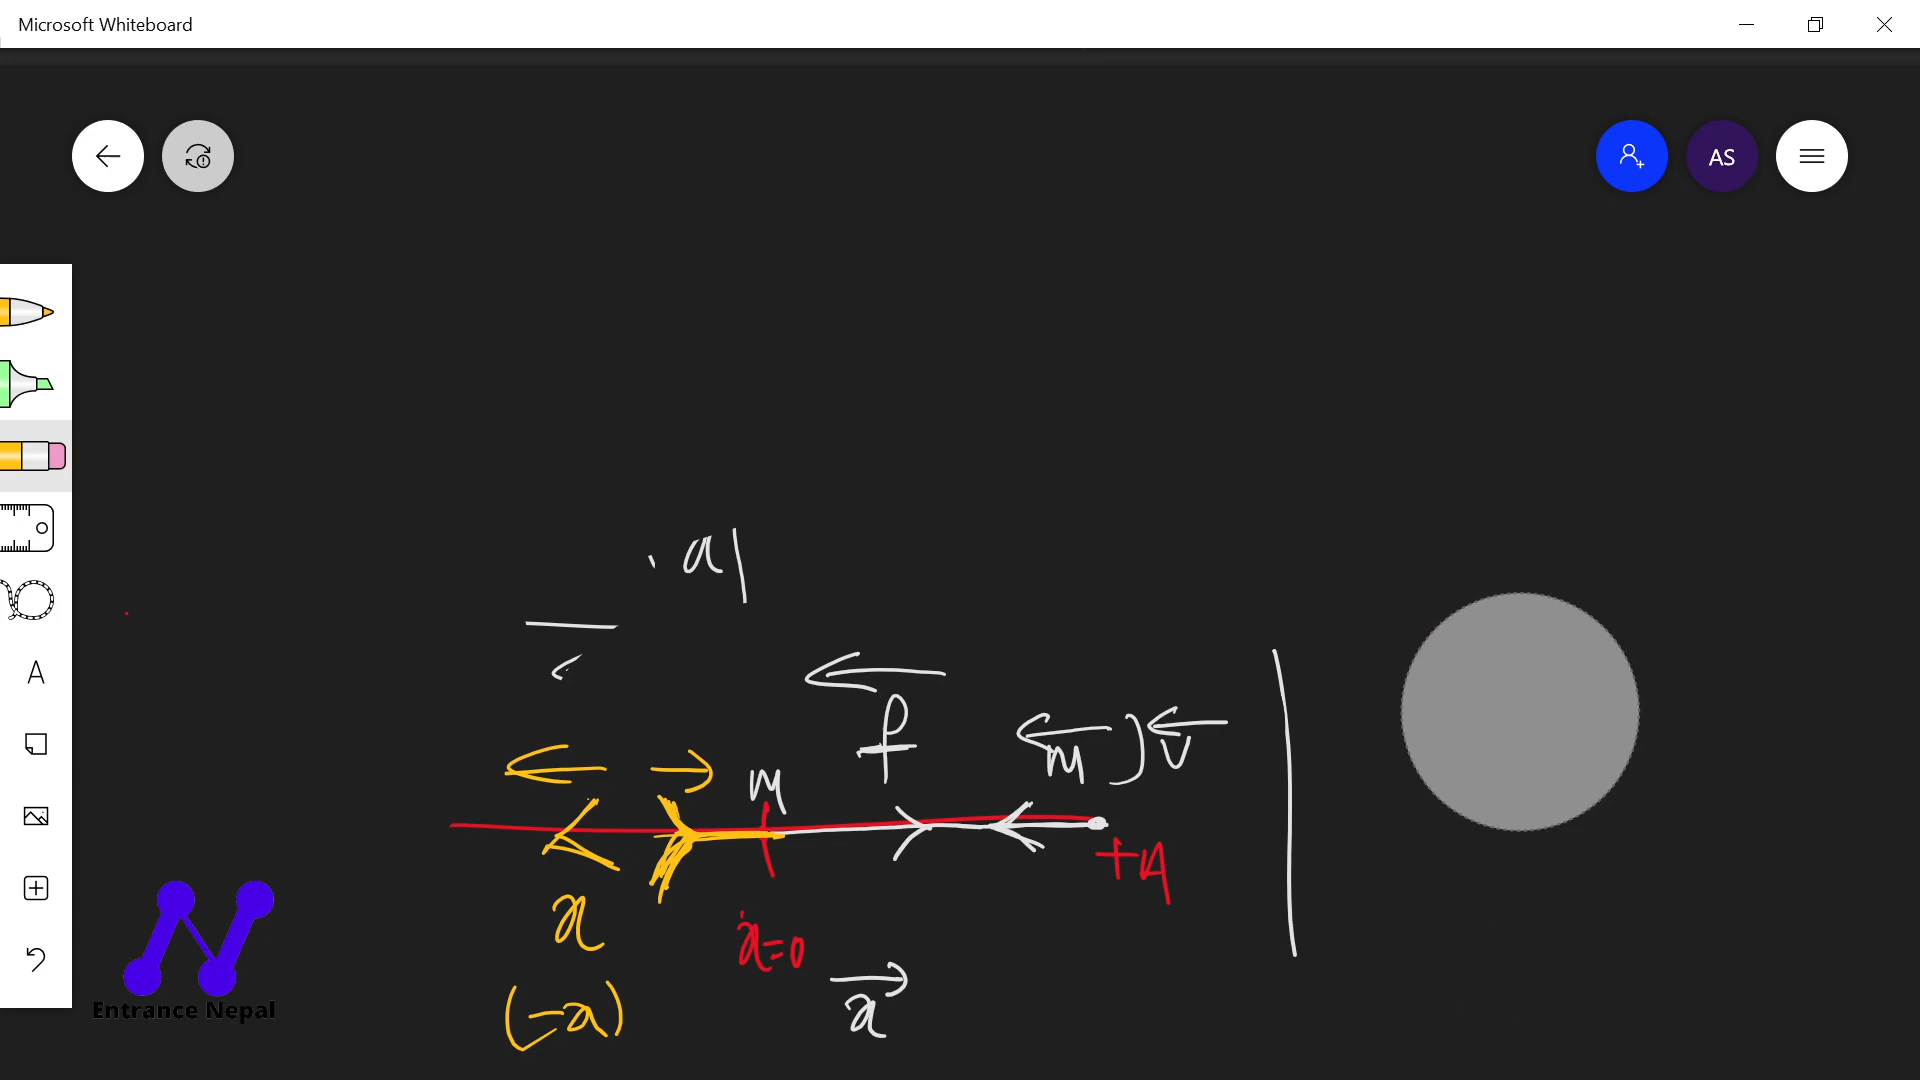 Microsoft Whiteboard
AS
a
f
M
m
v
+A
x
x=0
x
(-x)
A
Entrance Nepal